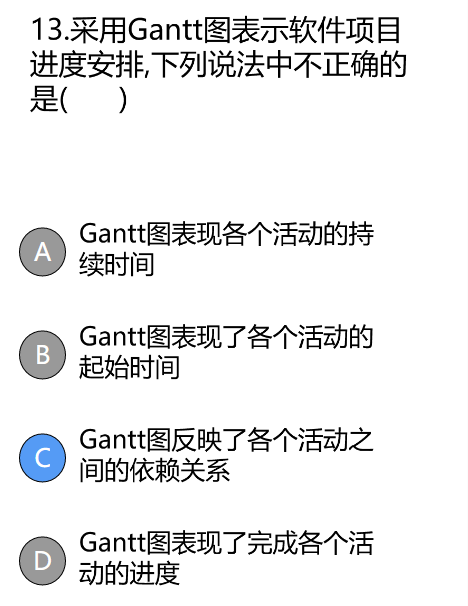 13.采用Gantt图表示软件项目
进度安排,下列说法中不正确的
是(      )
A
Gantt图表现各个活动的持
续时间
B
Gantt图表现了各个活动的
起始时间
C
Gantt图反映了各个活动之
间的依赖关系
D
Gantt图表现了完成各个活
动的进度